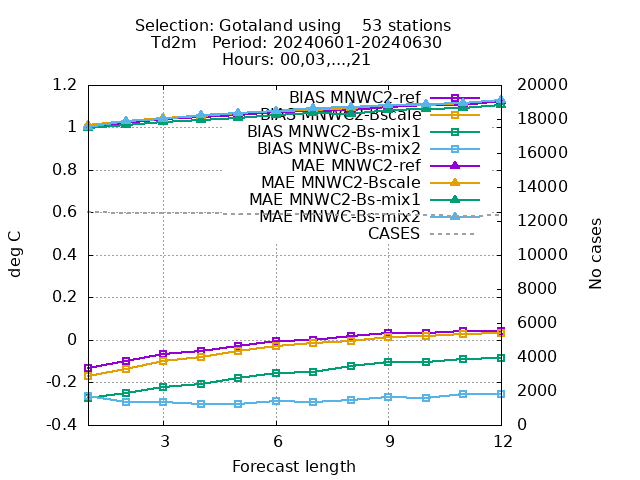 Selection: Gotaland using    53 stations
Td2m   Period: 20240601-20240630
Hours: 00,03,...,21
1.2
1
0.8
0.6
0.4
0.2
0
-0.2
-0.4
deg C
BIAS MNWC2-ref
BIAS MNWC2-Bscale
BIAS MNWC2-Bs-mix1
BIAS MNWC-Bs-mix2
MAE MNWC2-ref
MAE MNWC2-Bscale
MAE MNWC2-Bs-mix1
MAE MNWC-Bs-mix2
CASES
20000
18000
16000
14000
12000
10000
8000
6000
4000
2000
0
No cases
3 6 9 12
Forecast length